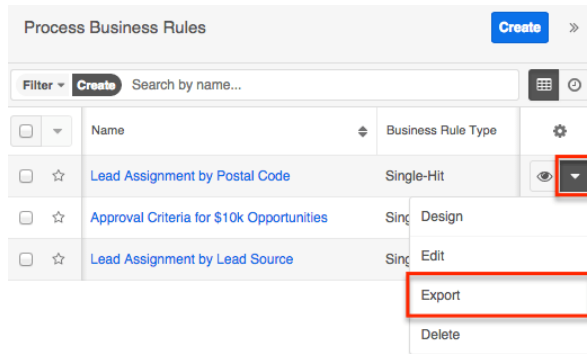 Process Business Rules
Create
»
Filter Create Search by name...
Name Business Rule Type
Lead Assignment by Postal Code Single-Hit
Approval Criteria for $10k Opportunities Sing
Lead Assignment by Lead Source Sing
Design
Edit
Export
Delete